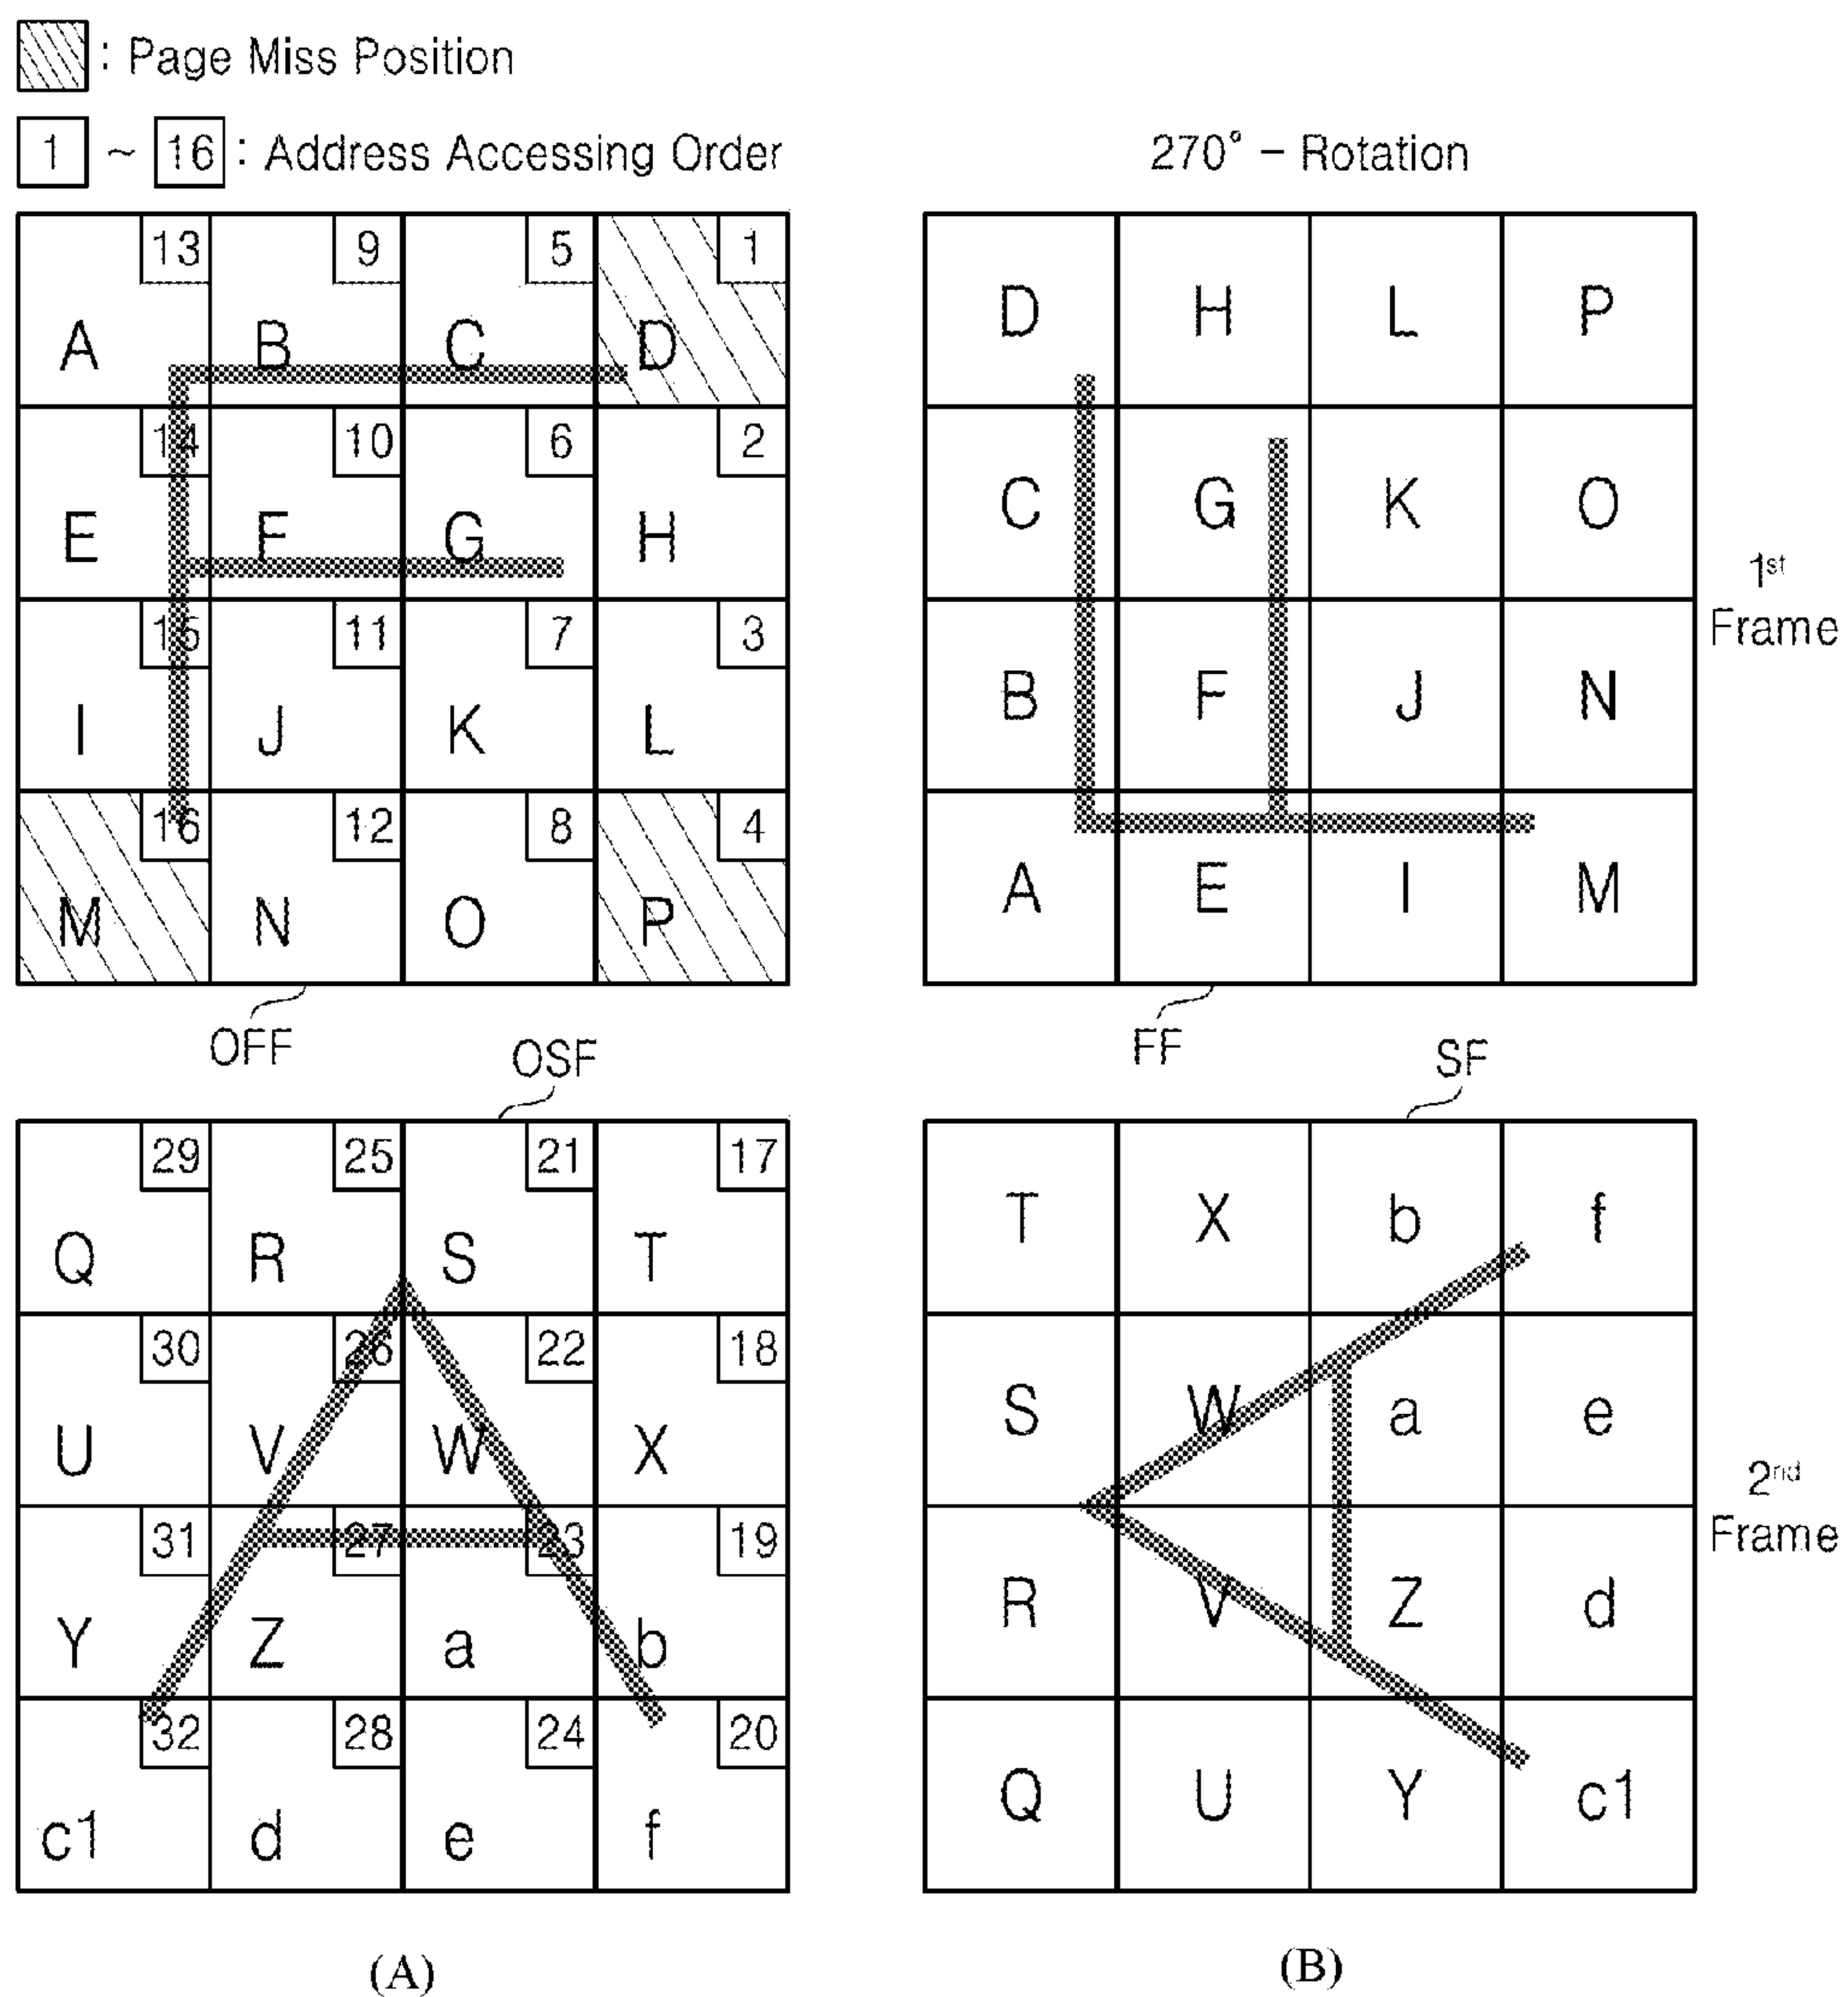 : Page Miss Position
1 ~ 16 : Address Accessing Order
270° - Rotation
13 9 5 1
A B C D
14 10 6 2
E F G H
15 11 7 3
I J K L
16 12 8 4
M N O P
OFF
D H L P
C G K O
B F J N
A E I M
1st
Frame
FF
OSF
29 25 21 17
Q R S T
30 26 22 18
U V W X
31 27 23 19
Y Z a b
32 28 24 20
c1 d e f
(A)
SF
T X b f
S W a e
R V Z d
Q U Y c1
2nd
Frame
(B)